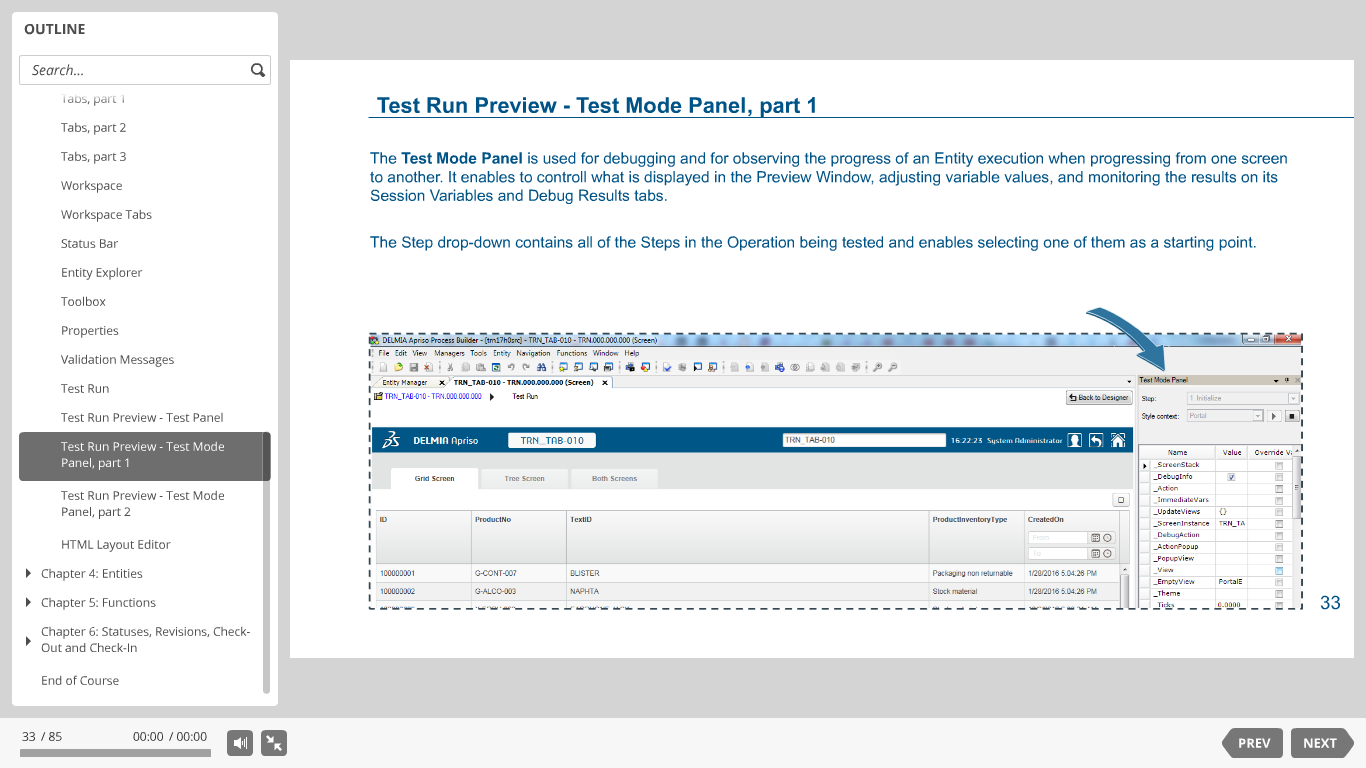 OUTLINE
Search...
Tabs, part 1
Tabs, part 2
Tabs, part 3
Workspace
Workspace Tabs
Status Bar
Entity Explorer
Toolbox
Properties
Validation Messages
Test Run
Test Run Preview - Test Panel
Test Run Preview - Test Mode
Panel, part 1
Test Run Preview - Test Mode
Panel, part 2
HTML Layout Editor
Chapter 4: Entities
Chapter 5: Functions
Chapter 6: Statuses, Revisions, Check-
Out and Check-In
End of Course
Test Run Preview - Test Mode Panel, part 1
The Test Mode Panel is used for debugging and for observing the progress of an Entity execution when progressing from one screen
to another. It enables to controll what is displayed in the Preview Window, adjusting variable values, and monitoring the results on its
Session Variables and Debug Results tabs.
The Step drop-down contains all of the Steps in the Operation being tested and enables selecting one of them as a starting point.
DELMIA Apriso Process Builder - [trn17h0src] - TRN_TAB-010 - TRN.000.000.000 (Screen)
File Edit View Managers Tools Entity Navigation Functions Window Help
Entity Manager x TRN_TAB-010 - TRN.000.000.000 (Screen) x
TRN_TAB-010 - TRN.000.000.000 Test Run
Back to Designer
DELMIA Apriso TRN_TAB-010 TRN_TAB-010 16:22:23 System Administrator
Grid Screen Tree Screen Both Screens
ID ProductNo TextID ProductInventoryType CreatedOn
From
To
100000001 G-CONT-007 BLISTER Packaging non returnable 1/28/2016 5:04:26 PM
100000002 G-ALCO-003 NAPHTA Stock material 1/28/2016 5:04:26 PM
Test Mode Panel
Step: 1 Initialize
Style context: Portal
Name Value Override V
_ScreenStack
_DebugInfo
_Action
_ImmediateVars
_UpdateViews {}
_ScreenInstance TRN_TA
_DebugAction
_ActionPopup
_PopupView
_View
_EmptyView PortalE
_Theme
_Ticks 0.0000
33
33 / 85
00:00 / 00:00
PREV
NEXT